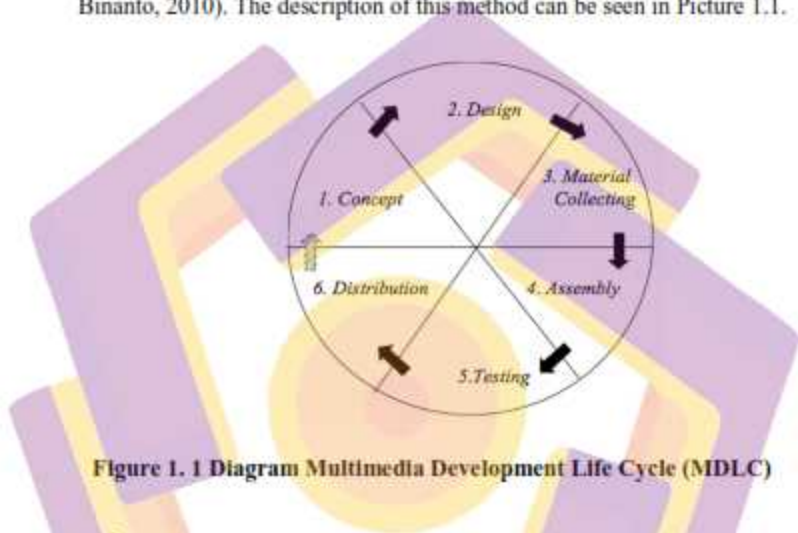 Binanto, 2010). The description of this method can be seen in Picture 1.1.
2. Design
3. Material
Collecting
1. Concept
6. Distribution
4. Assembly
5.Testing
Figure 1. 1 Diagram Multimedia Development Life Cycle (MDLC)